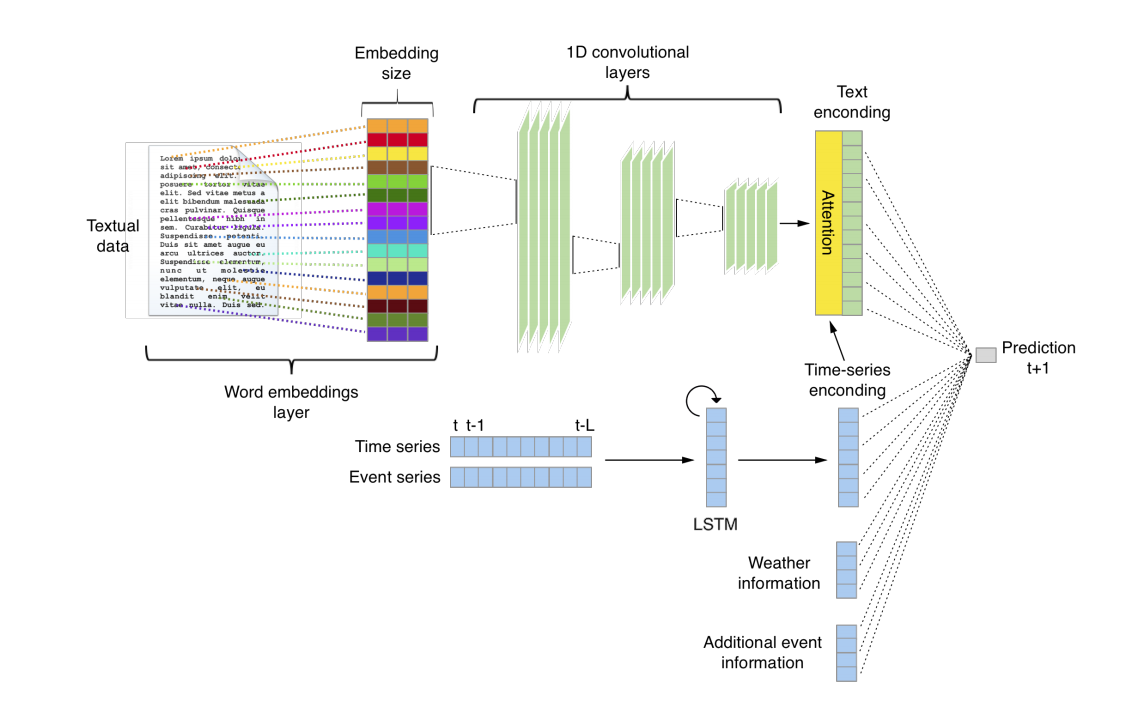 Embedding
size
1D convolutional
layers
Text
enconding
Textual
data
Lorem ipsum dolor
sit amet, consect
adipiscing elit.
posuere tortor vitae
elit. Sed vitae metus a
elit bibendum malesuada
cras pulvinar. Quisque
pellentesque nibh in
sem. Curabitur ligula.
Suspendisse potenti.
Duis sit amet augue eu
arcu ultrices auctor.
Suspendisse elementum,
nunc ut molestie
elementum, neque augue
vulputate elit eu
blandit enim velit
vitae nulla. Duis sed.
Attention
Word embeddings
layer
Time-series
enconding
Prediction
t+1
t t-1 t-L
Time series
Event series
LSTM
Weather
information
Additional event
information